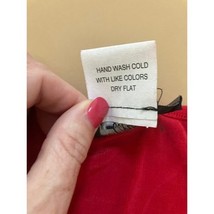 HAND WASH COLD
WITH LIKE COLORS
DRY FLAT